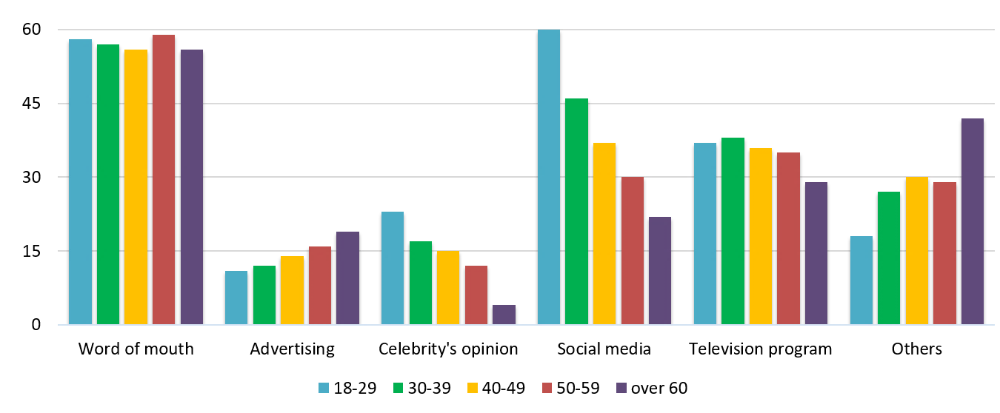 60
45
30
15
0
Word of mouth Advertising Celebrity's opinion Social media Television program Others
18-29 30-39 40-49 50-59 over 60